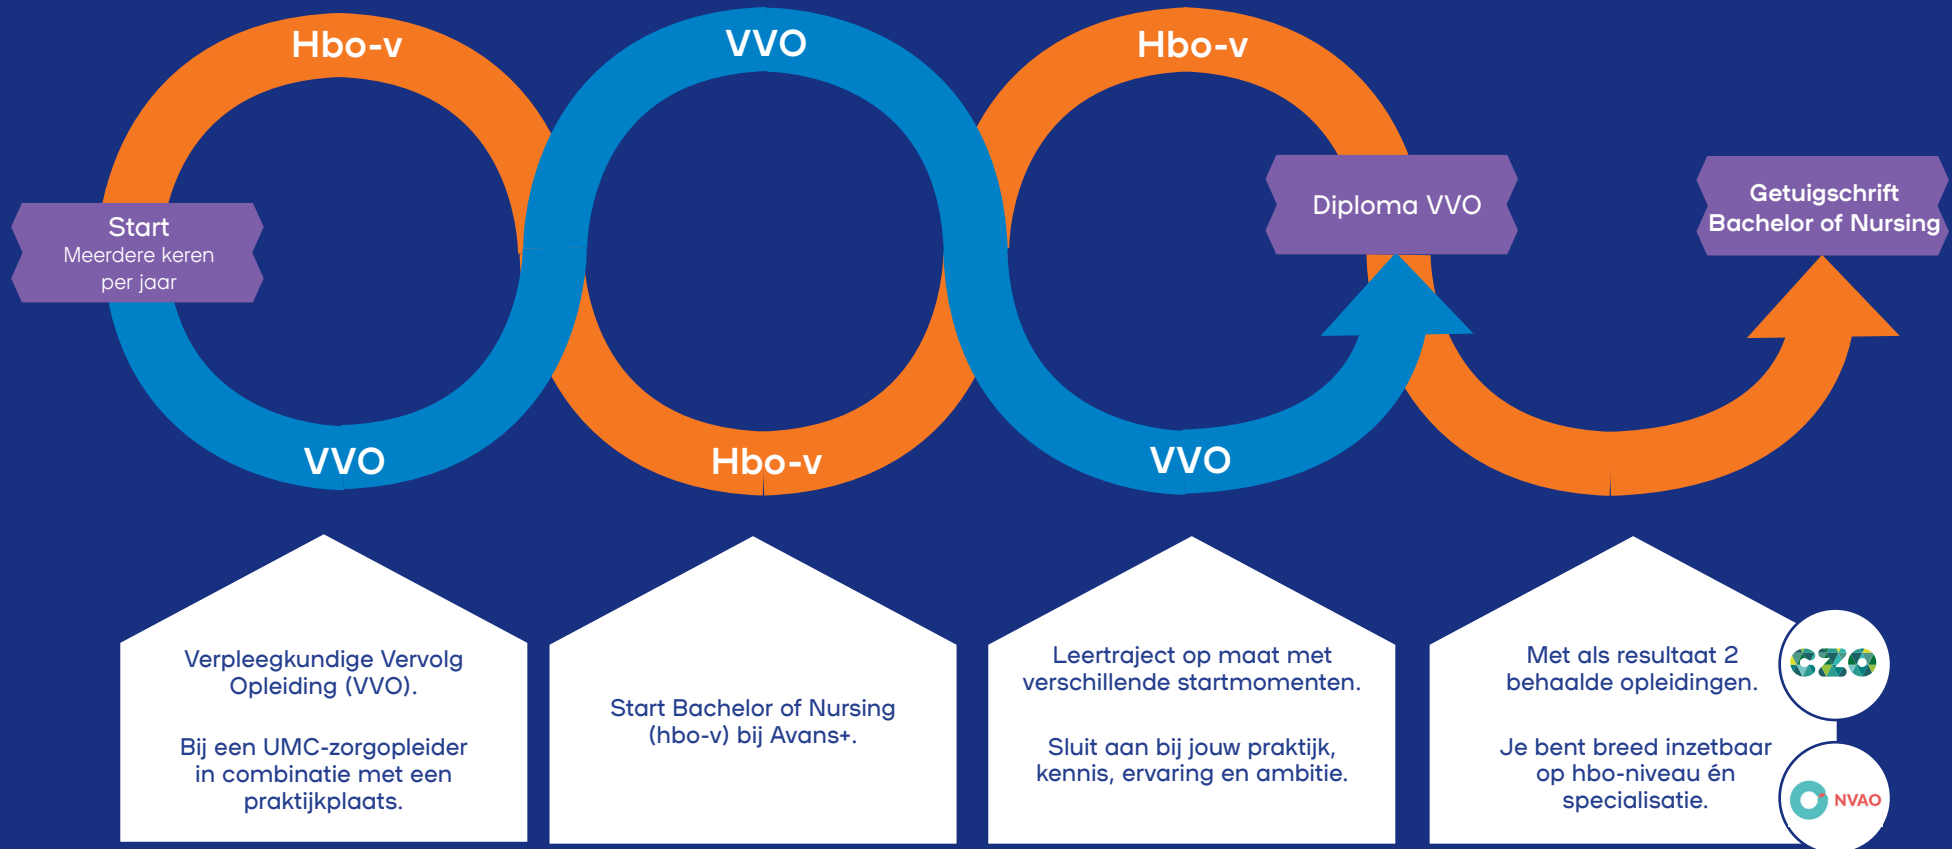 Hbo-v
VVO
Hbo-v
Start
Meerdere keren
per jaar
Diploma VVO
Getuigschrift
Bachelor of Nursing
VVO
Hbo-v
VVO
Verpleegkundige Vervolg
Opleiding (VVO).
Bij een UMC-zorgopleider
in combinatie met een
praktijkplaats.
Start Bachelor of Nursing
(hbo-v) bij Avans+.
Leertraject op maat met
verschillende startmomenten.
Sluit aan bij jouw praktijk,
kennis, ervaring en ambitie.
Met als resultaat 2
behaalde opleidingen.
Je bent breed inzetbaar
op hbo-niveau én
specialisatie.
CZO
NVAO